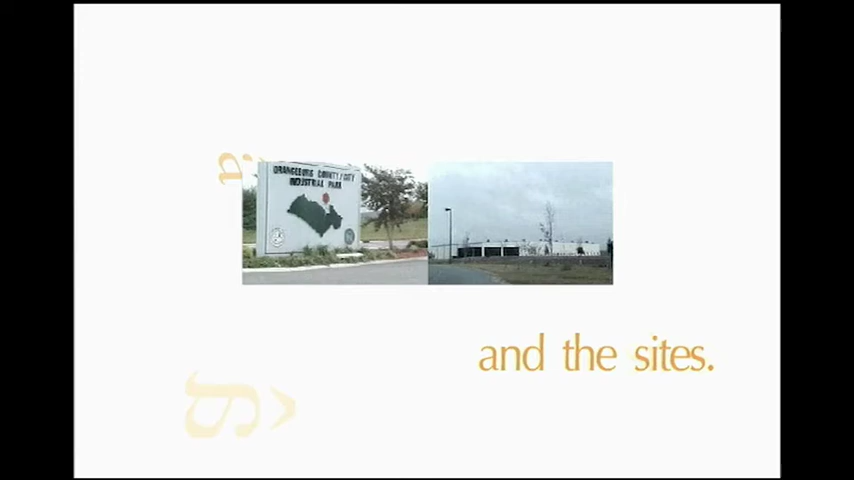 a
ORANGEBURG COUNTY/CITY
INDUSTRIAL PARK
and the sites.
g